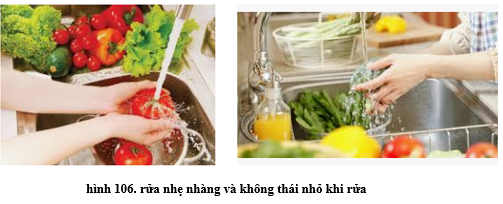 hình 106. rửa nhẹ nhàng và không thái nhỏ khi rửa